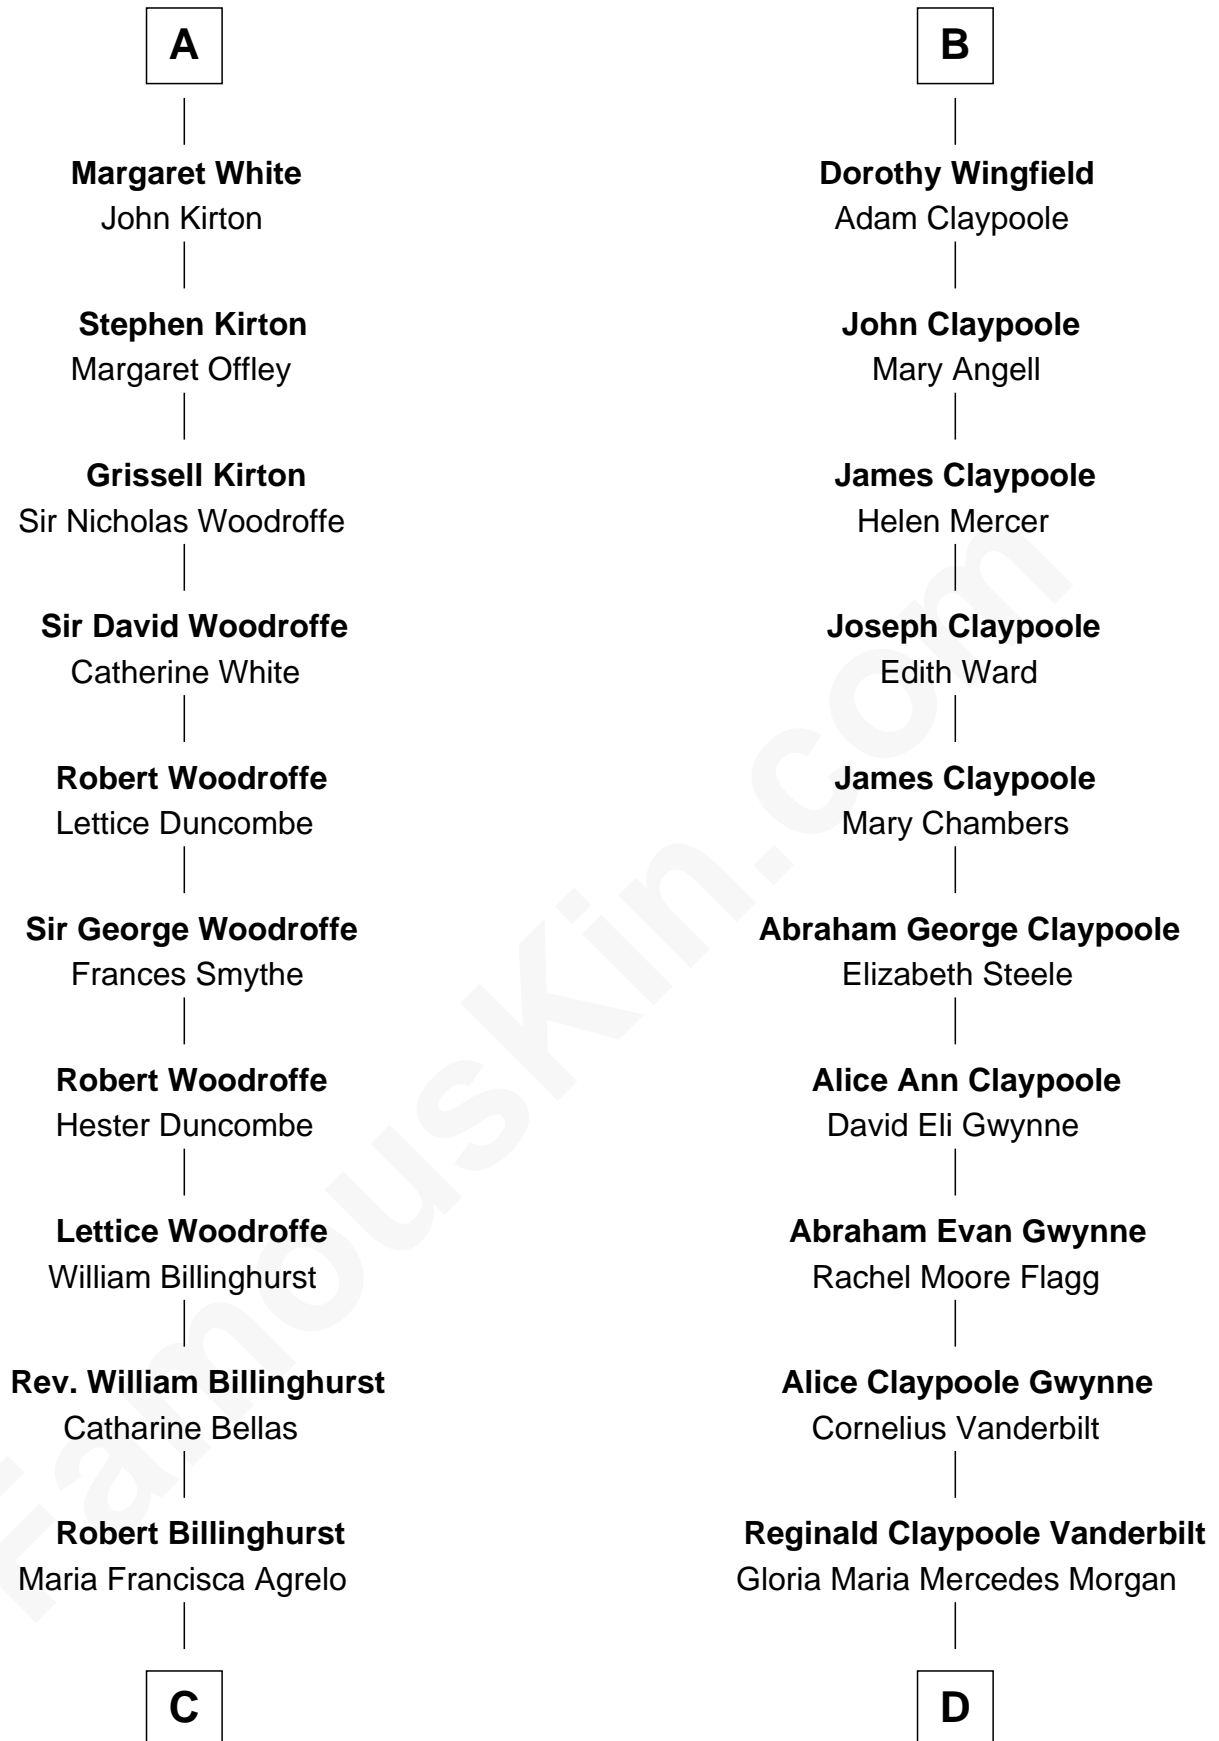 A
Margaret White
John Kirton
Stephen Kirton
Margaret Offley
Grissell Kirton
Sir Nicholas Woodroffe
Sir David Woodroffe
Catherine White
Robert Woodroffe
Lettice Duncombe
Sir George Woodroffe
Frances Smythe
Robert Woodroffe
Hester Duncombe
Lettice Woodroffe
William Billinghurst
Rev. William Billinghurst
Catharine Bellas
Robert Billinghurst
Maria Francisca Agrelo
C
B
Dorothy Wingfield
Adam Claypoole
John Claypoole
Mary Angell
James Claypoole
Helen Mercer
Joseph Claypoole
Edith Ward
James Claypoole
Mary Chambers
Abraham George Claypoole
Elizabeth Steele
Alice Ann Claypoole
David Eli Gwynne
Abraham Evan Gwynne
Rachel Moore Flagg
Alice Claypoole Gwynne
Cornelius Vanderbilt
Reginald Claypoole Vanderbilt
Gloria Maria Mercedes Morgan
D
FamousKin.com